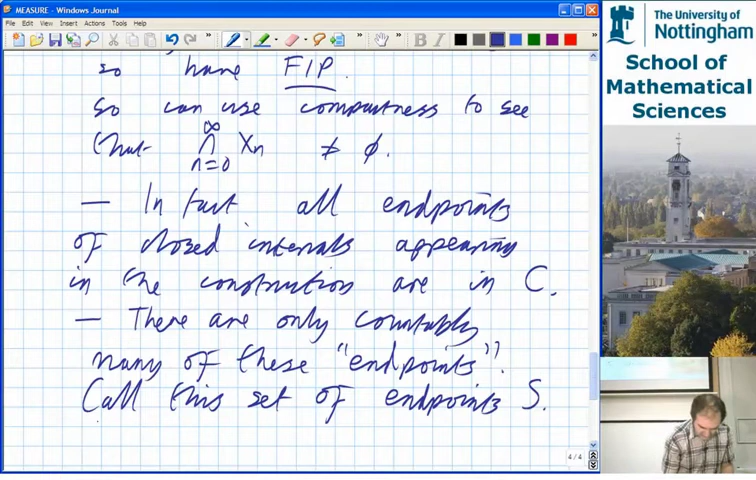 MEASURE - Windows Journal
File Edit View Insert Actions Tools Help
B I
so have FIP.
so can use compactness to see
that ∞ ∩ n=0 Xn ≠ ϕ.
— In fact all endpoints
of closed intervals appearing
in the construction are in C.
— There are only countably
many of these "endpoints".
Call this set of endpoints S.
4/4
The University of
Nottingham
School of
Mathematical
Sciences